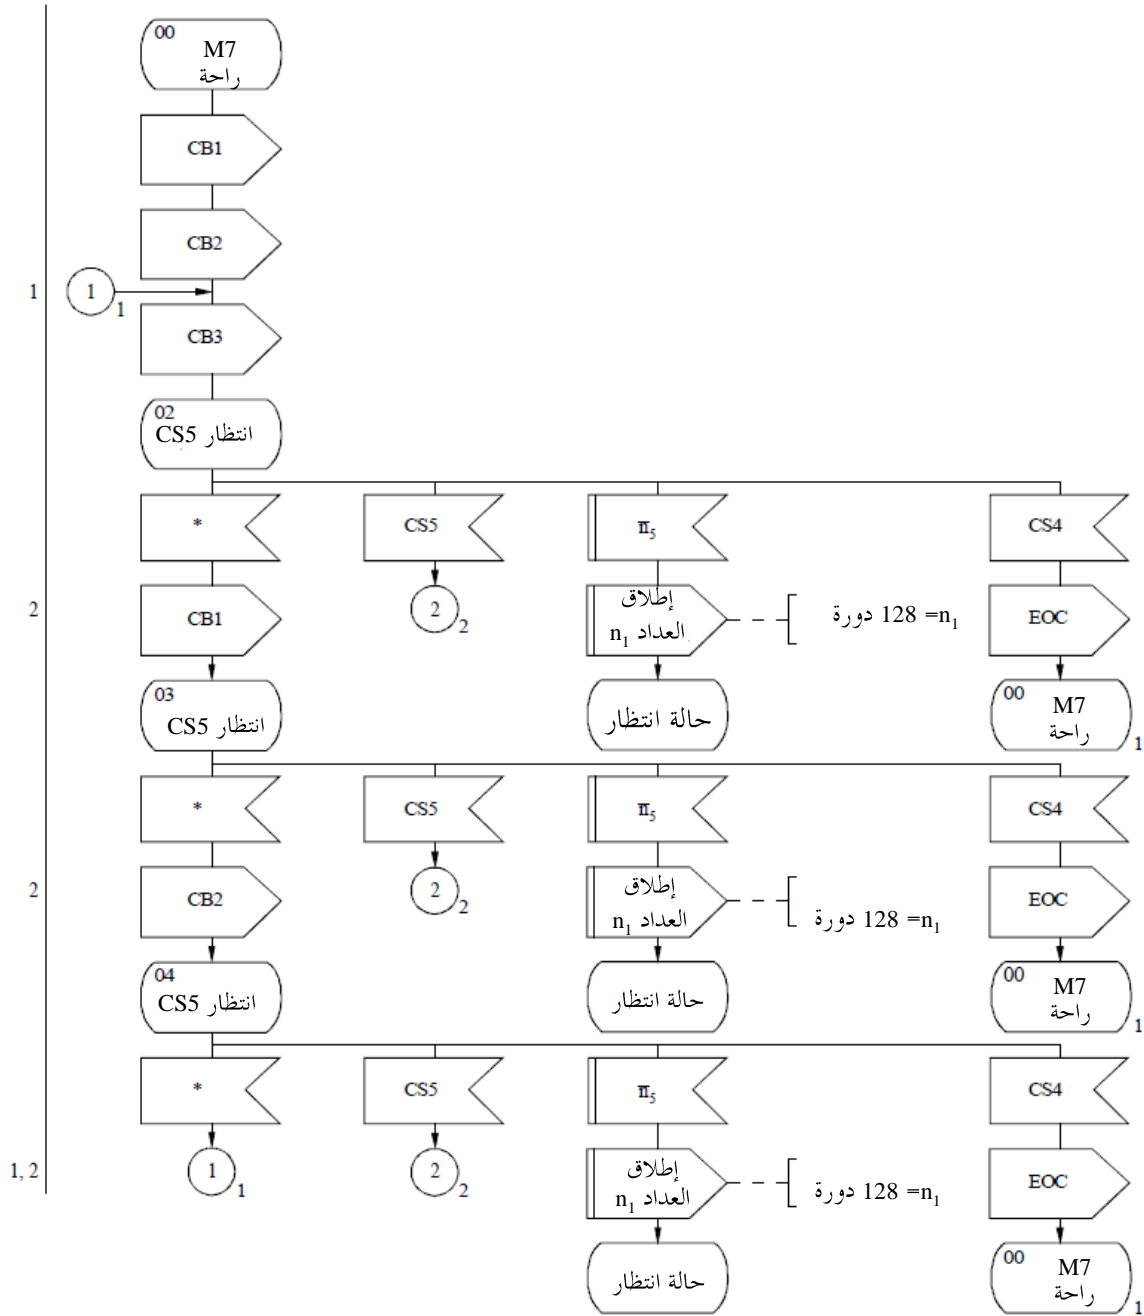 00
M7
راحة
CB1
CB2
1
1
1
CB3
02
انتظار CS5
*
CS5
π5
CS4
2
CB1
2
2
إطلاق
العداد n1
n1= 128 دورة
EOC
03
انتظار CS5
حالة انتظار
00
M7
راحة
1
*
CS5
π5
CS4
2
CB2
2
2
إطلاق
العداد n1
n1= 128 دورة
EOC
04
انتظار CS5
حالة انتظار
00
M7
راحة
1
*
CS5
π5
CS4
1, 2
1
1
2
2
إطلاق
العداد n1
n1= 128 دورة
EOC
حالة انتظار
00
M7
راحة
1